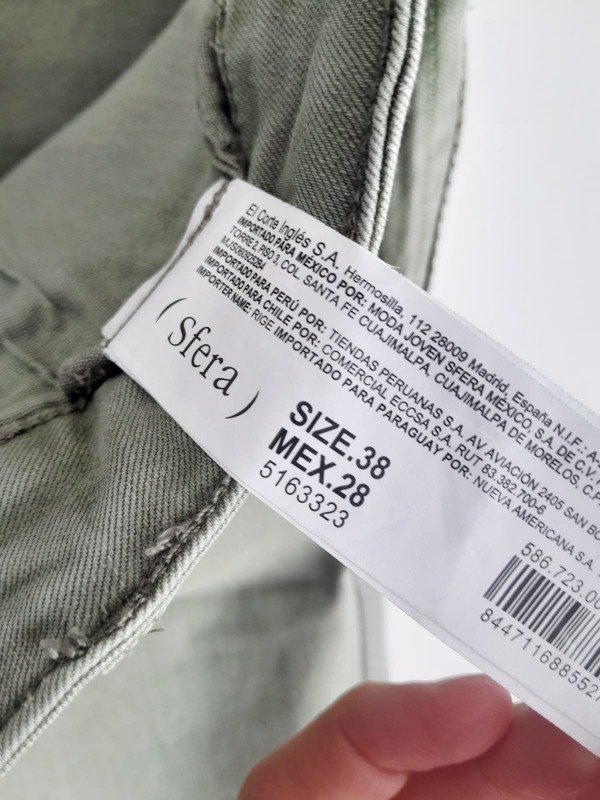 El Corte Inglés S.A. Hermosilla, 112 28009 Madrid, España N.I.F.: A-
IMPORTADO PARA MÉXICO POR: MODA JOVEN SFERA MÉXICO, S.A. DE C.V.
TORRE 2, PISO 3, COL. SANTA FE CUAJIMALPA, CUAJIMALPA DE MORELOS, C.P.
IMPORTADO PARA PERÚ POR: TIENDAS PERUANAS S.A. AV AVIACIÓN 2405 SAN BO
IMPORTADO PARA CHILE POR: COMERCIAL ECCSA S.A. RUT 83.382.700-6
IMPORTER NAME: RIGE IMPORTADO PARA PARAGUAY POR: NUEVA AMERICANA S.A.
( Sfera )
SIZE.38
MEX.28
5163323
586.723.00
844711688552